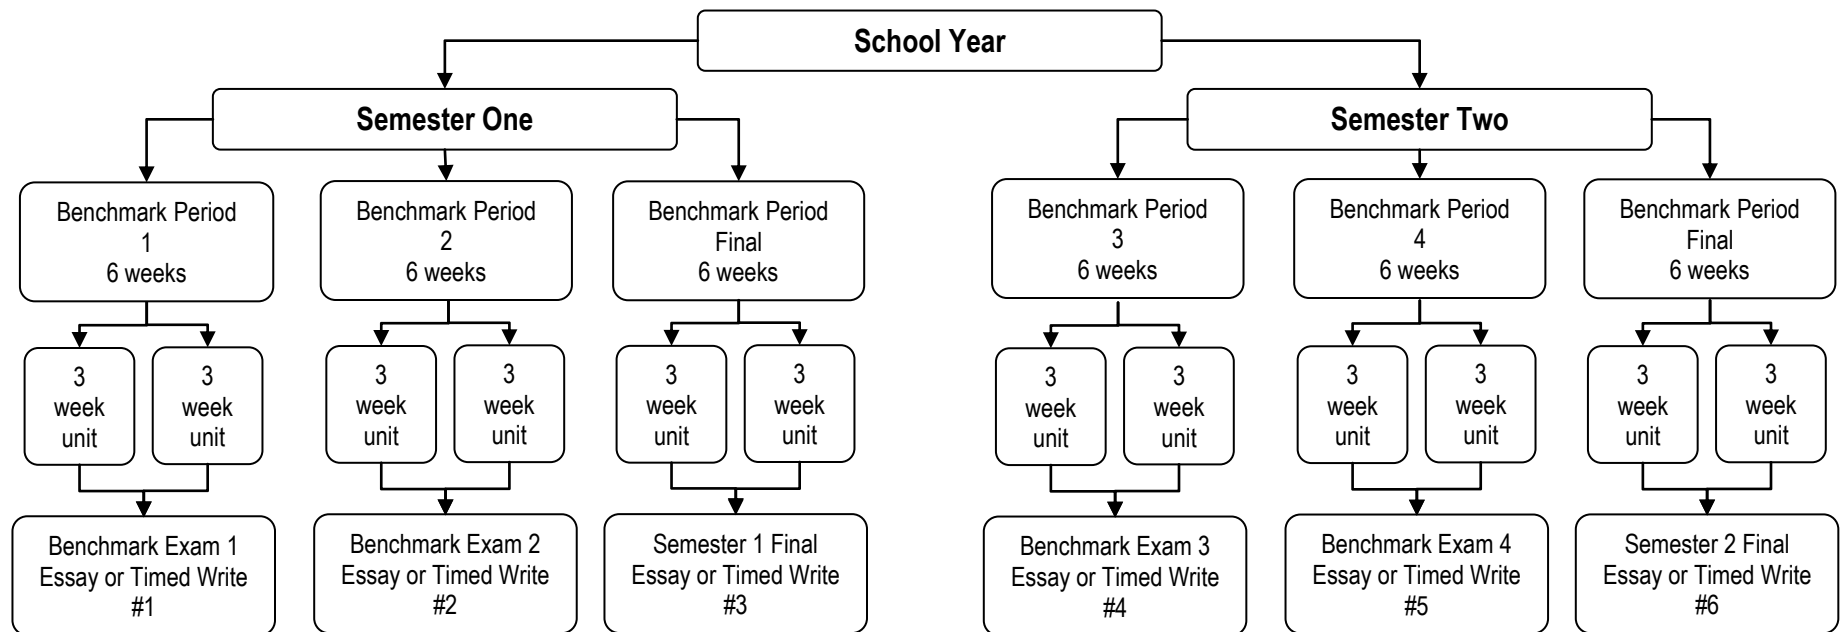 School Year
Semester One
Semester Two
Benchmark Period
1
6 weeks
Benchmark Period
2
6 weeks
Benchmark Period
Final
6 weeks
Benchmark Period
3
6 weeks
Benchmark Period
4
6 weeks
Benchmark Period
Final
6 weeks
3
week
unit
3
week
unit
3
week
unit
3
week
unit
3
week
unit
3
week
unit
3
week
unit
3
week
unit
3
week
unit
3
week
unit
3
week
unit
3
week
unit
Benchmark Exam 1
Essay or Timed Write
#1
Benchmark Exam 2
Essay or Timed Write
#2
Semester 1 Final
Essay or Timed Write
#3
Benchmark Exam 3
Essay or Timed Write
#4
Benchmark Exam 4
Essay or Timed Write
#5
Semester 2 Final
Essay or Timed Write
#6